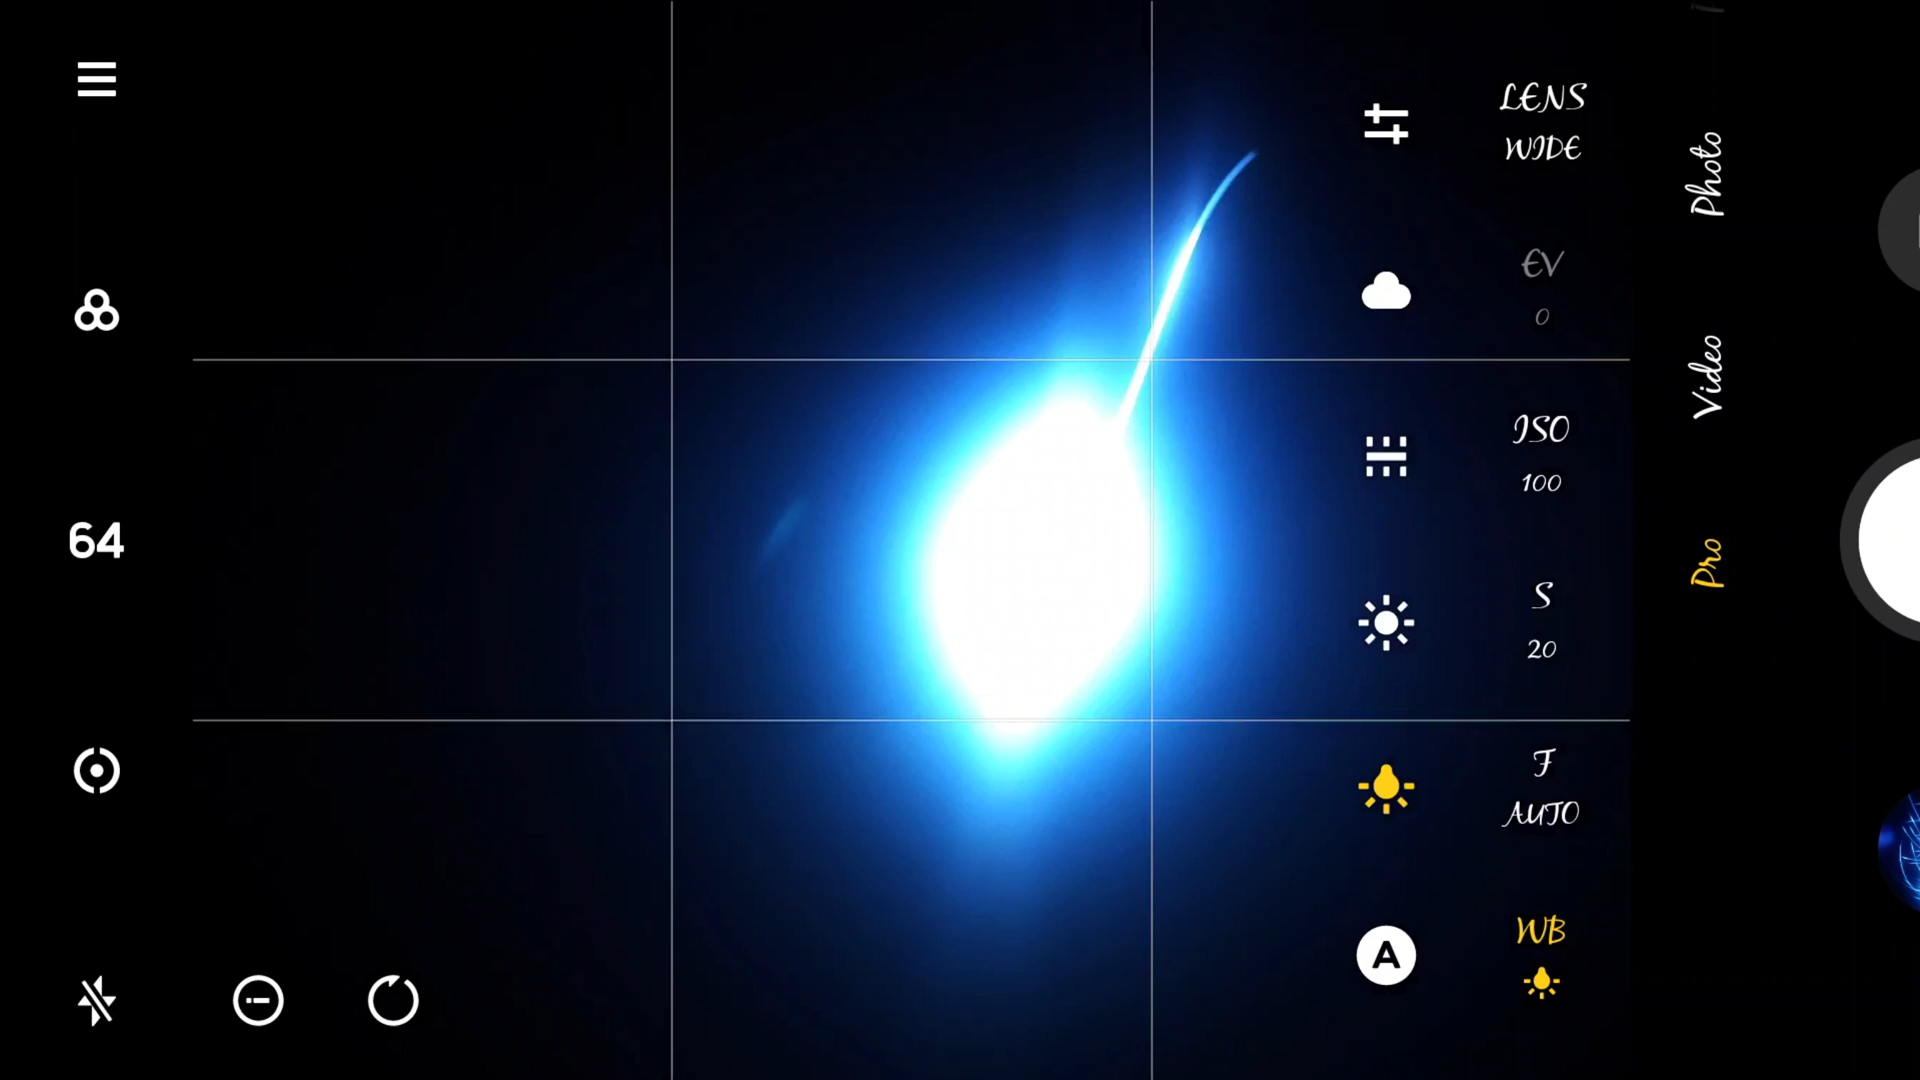 64
LENS
WIDE
EV
0
ISO
100
S
20
F
AUTO
WB
A
Photo
Video
Pro